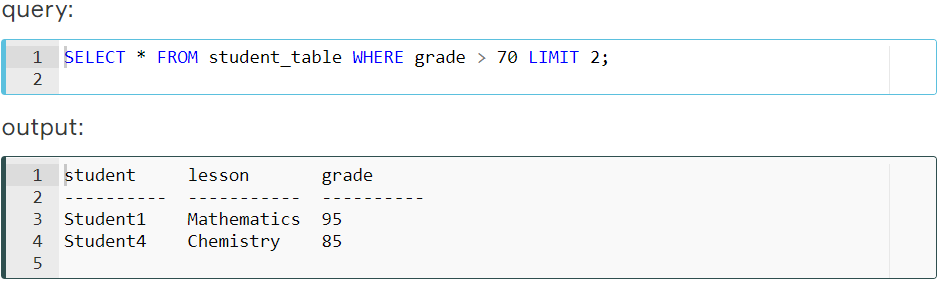 query:
1 SELECT * FROM student_table WHERE grade > 70 LIMIT 2;
2
output:
1 student lesson grade
2 ---------- ----------- ----------
3 Student1 Mathematics 95
4 Student4 Chemistry 85
5